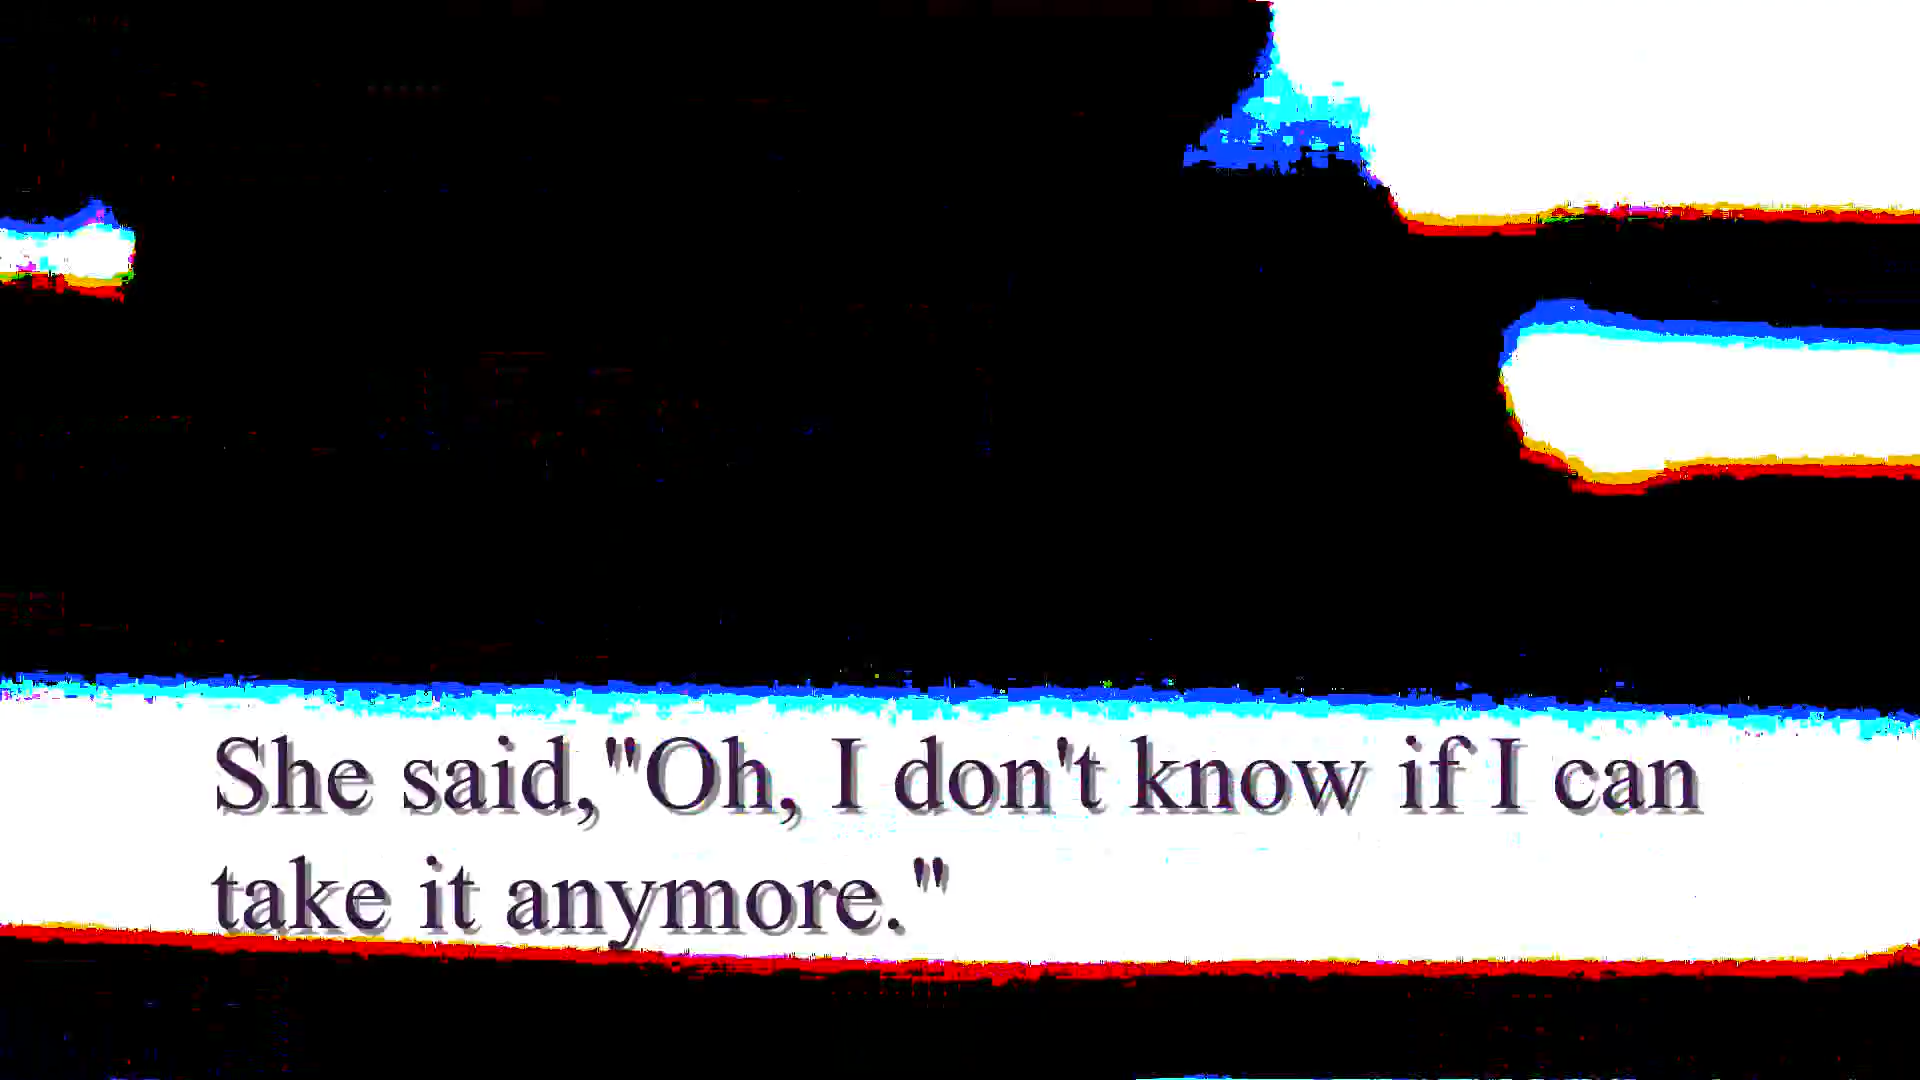 She said,"Oh, I don't know if I can
take it anymore."